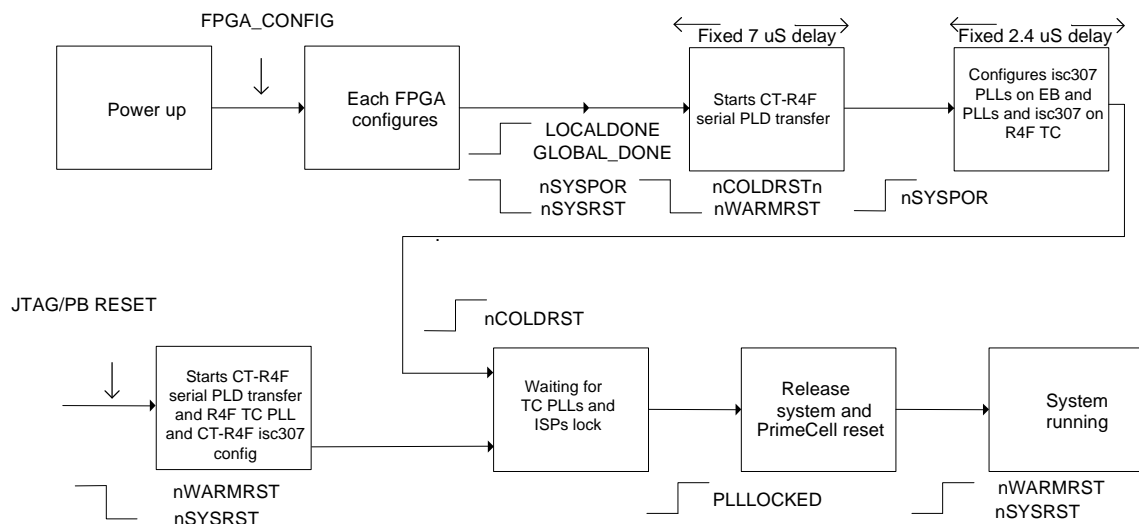 FPGA_CONFIG
Fixed 7 uS delay
Fixed 2.4 uS delay
Power up
Each FPGA
configures
Starts CT-R4F
serial PLD transfer
Configures isc307
PLLs on EB and
PLLs and isc307 on
R4F TC
LOCALDONE
GLOBAL_DONE
nSYSPOR
nSYSRST
nCOLDRSTn
nWARMRST
nSYSPOR
JTAG/PB RESET
nCOLDRST
Starts CT-R4F
serial PLD transfer
and R4F TC PLL
and CT-R4F isc307
config
Waiting for
TC PLLs and
ISPs lock
Release
system and
PrimeCell reset
System
running
nWARMRST
nSYSRST
PLLLOCKED
nWARMRST
nSYSRST